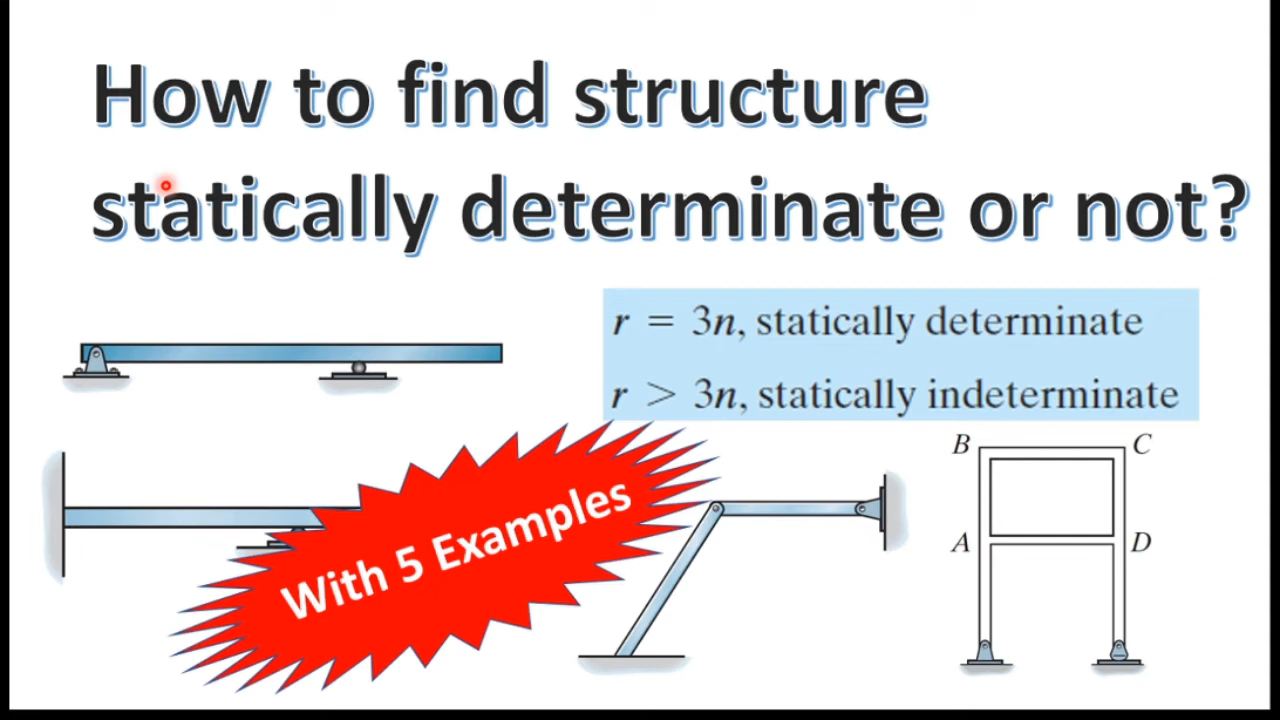 How to find structure
statically determinate or not?
r = 3n, statically determinate
r > 3n, statically indeterminate
With 5 Examples
B
C
A
D